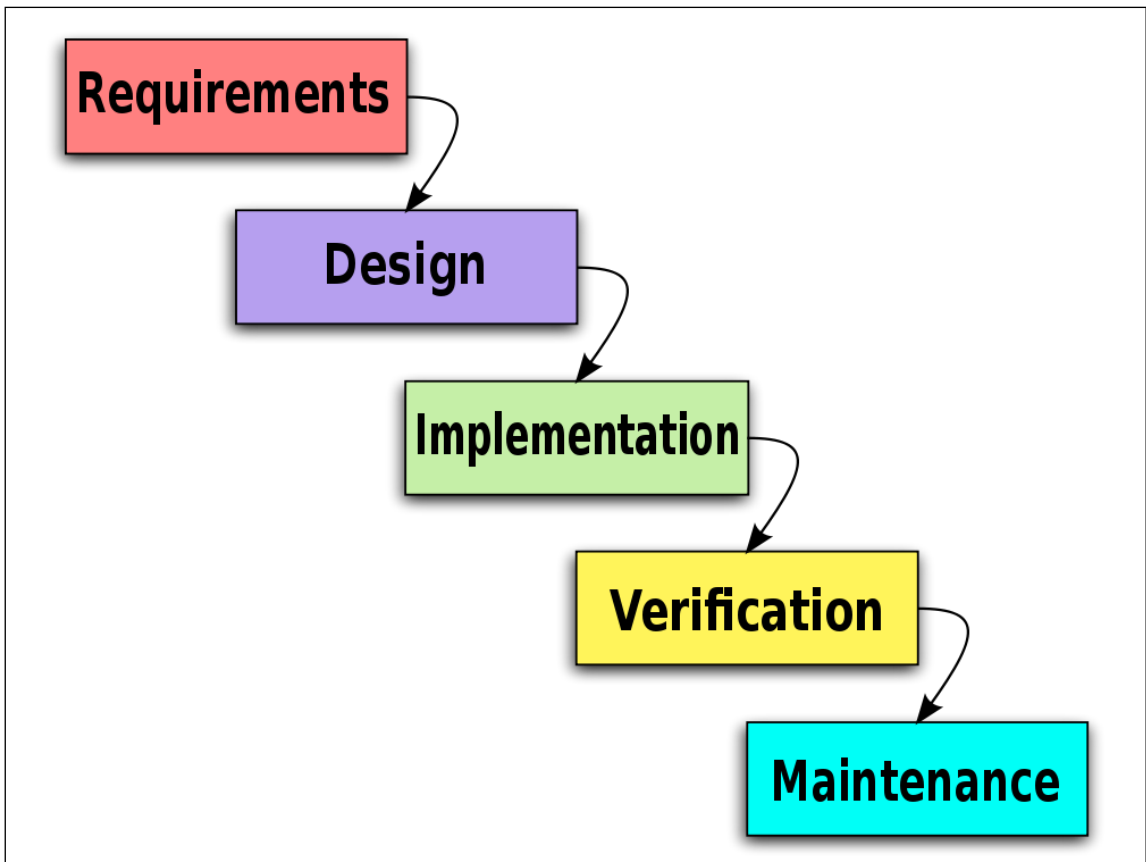 Requirements
Design
Implementation
Verification
Maintenance